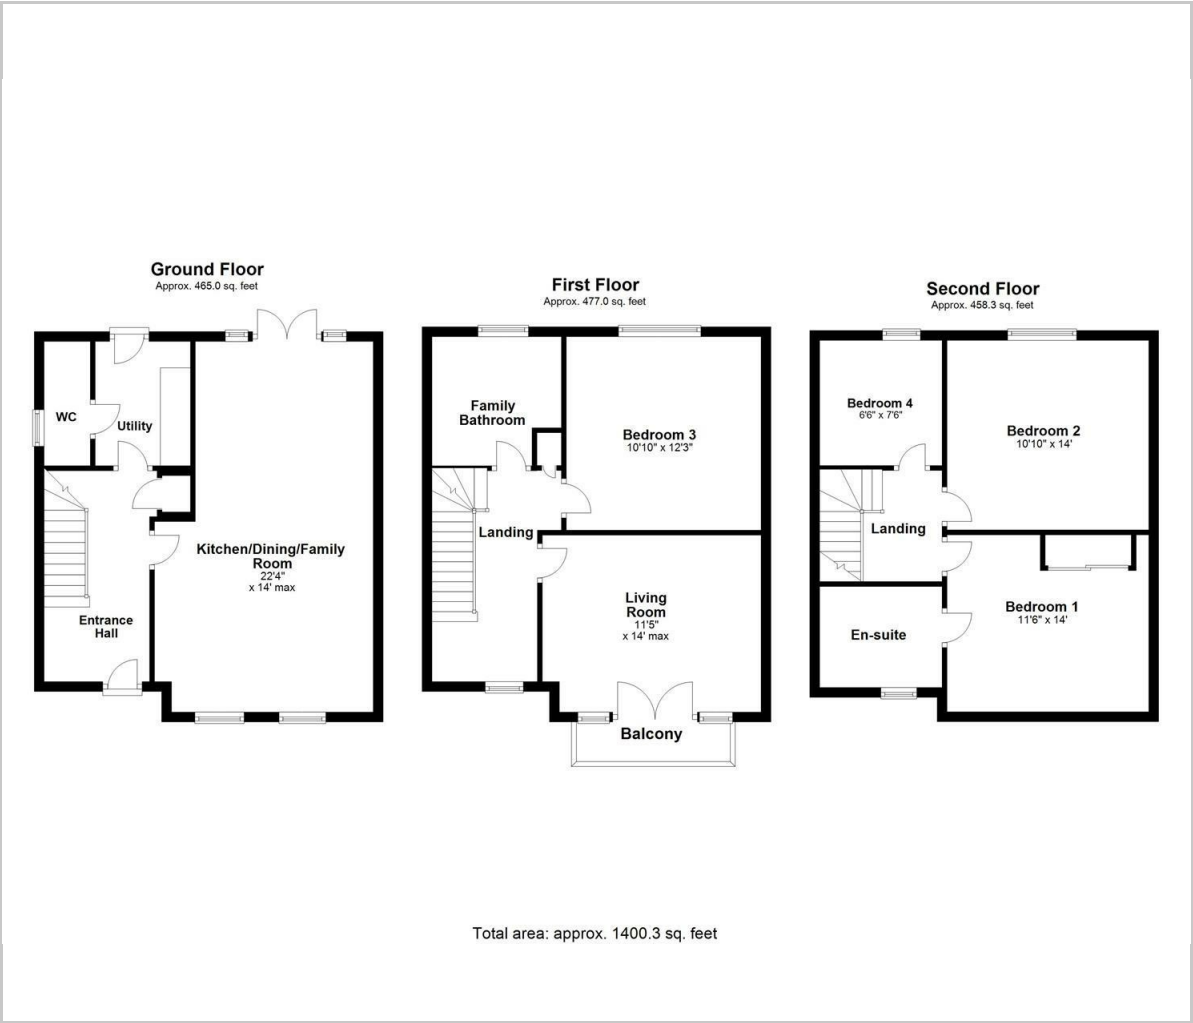 Ground Floor
Approx. 465.0 sq. feet
WC
Utility
Kitchen/Dining/Family
Room
22'4"
x 14' max
Entrance
Hall
First Floor
Approx. 477.0 sq. feet
Family
Bathroom
Bedroom 3
10'10" x 12'3"
Landing
Living
Room
11'5"
x 14' max
Balcony
Second Floor
Approx. 458.3 sq. feet
Bedroom 4
6'6" x 7'6"
Bedroom 2
10'10" x 14'
Landing
Bedroom 1
11'6" x 14'
En-suite
Total area: approx. 1400.3 sq. feet